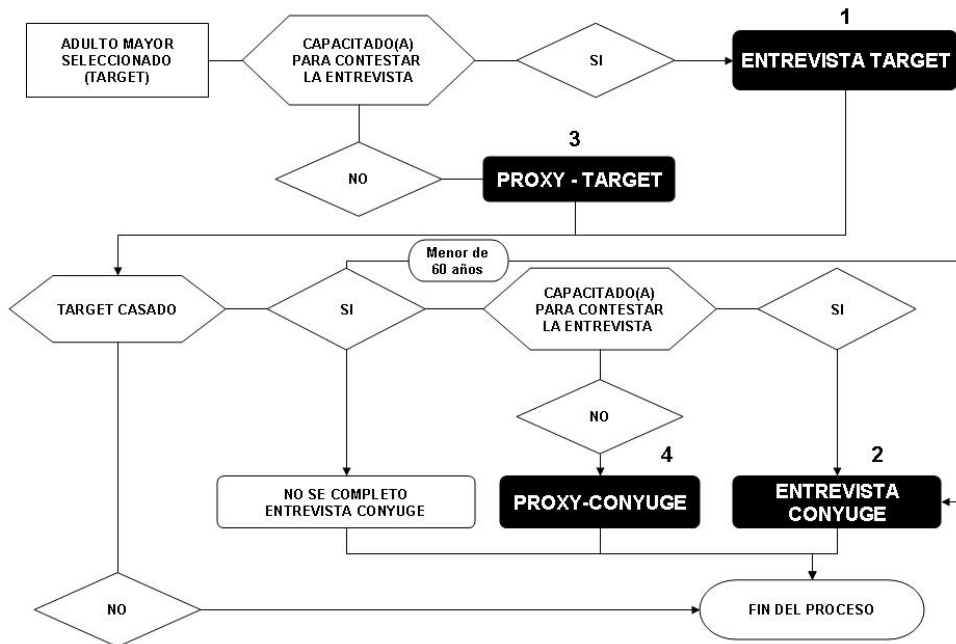 1
ADULTO MAYOR
SELECCIONADO
(TARGET)
CAPACITADO(A)
PARA CONTESTAR
LA ENTREVISTA
SI
ENTREVISTA TARGET
3
NO
PROXY - TARGET
Menor de
60 años
TARGET CASADO
SI
CAPACITADO(A)
PARA CONTESTAR
LA ENTREVISTA
SI
NO
4
2
NO SE COMPLETO
ENTREVISTA CONYUGE
PROXY-CONYUGE
ENTREVISTA
CONYUGE
NO
FIN DEL PROCESO